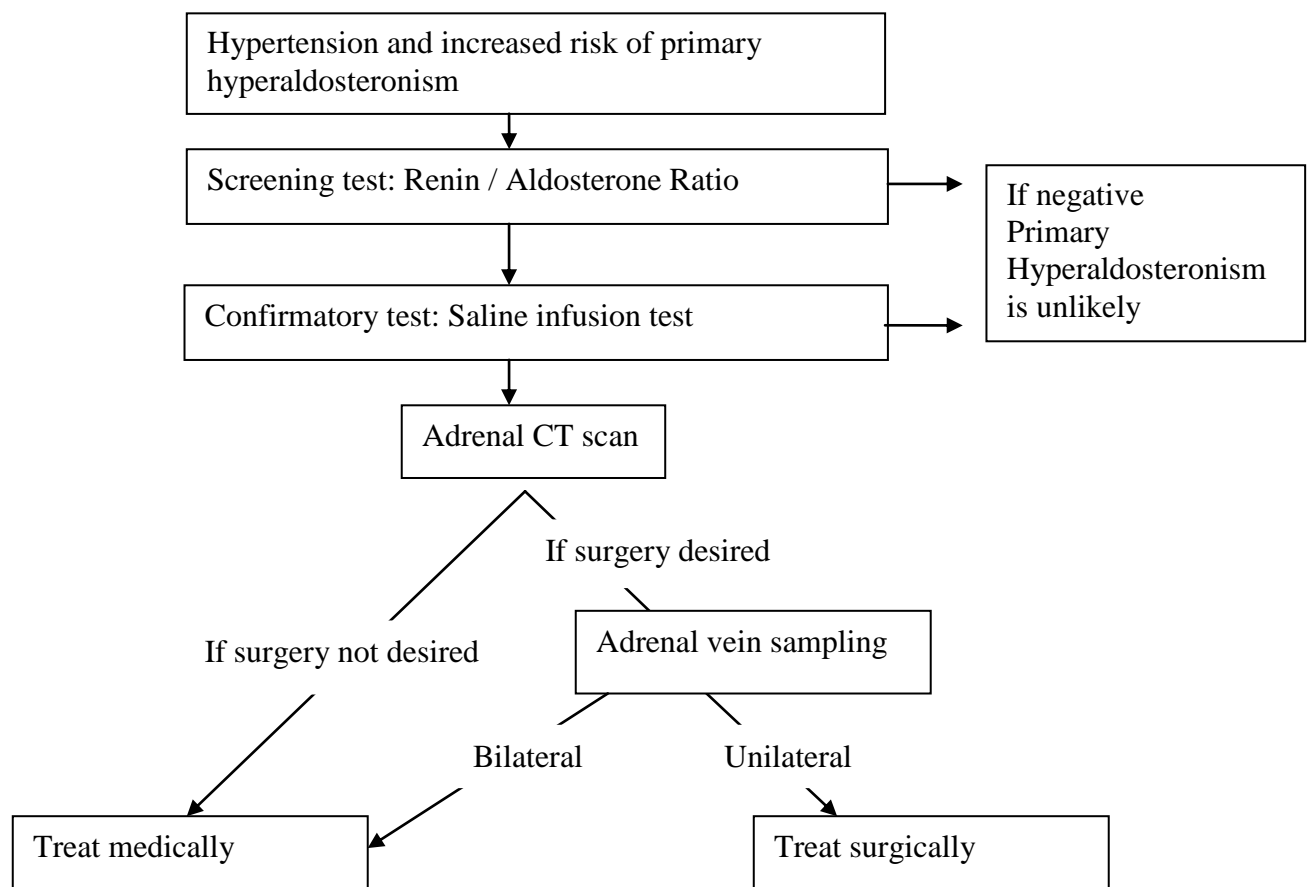 Hypertension and increased risk of primary
hyperaldosteronism
Screening test: Renin / Aldosterone Ratio
If negative
Primary
Hyperaldosteronism
is unlikely
Confirmatory test: Saline infusion test
Adrenal CT scan
If surgery desired
If surgery not desired
Adrenal vein sampling
Bilateral
Unilateral
Treat medically
Treat surgically